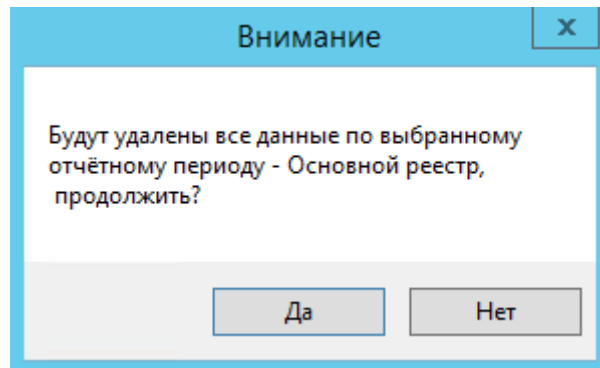 Внимание
x
Будут удалены все данные по выбранному
отчётному периоду - Основной реестр,
продолжить?
Да
Нет